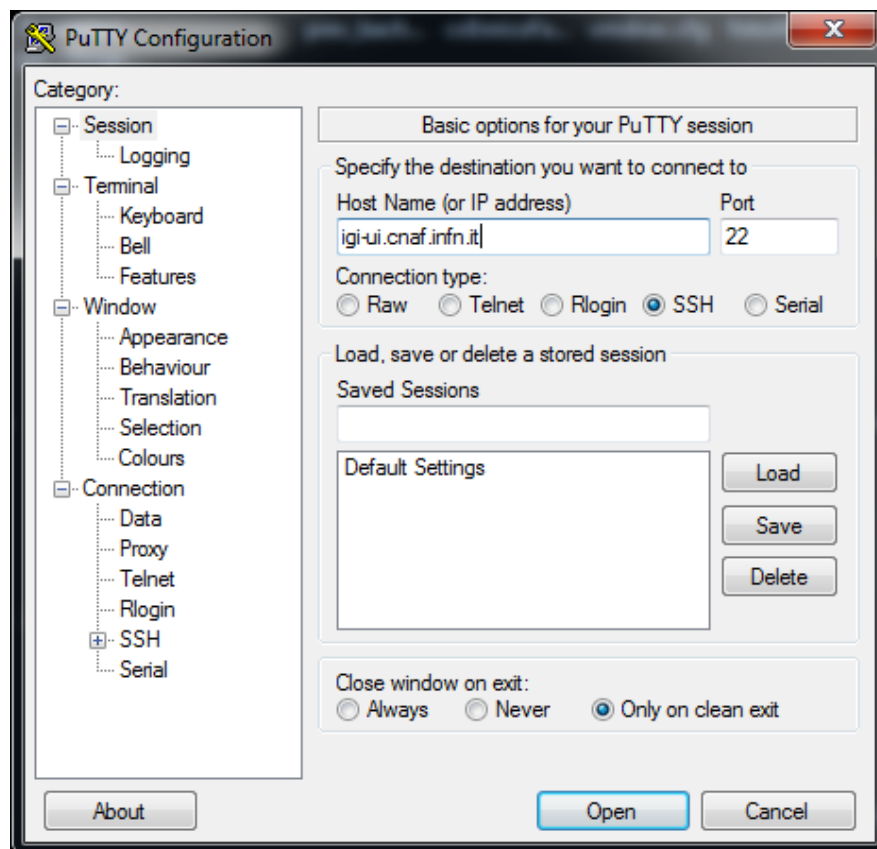 PuTTY Configuration
Category:
Session
Logging
Terminal
Keyboard
Bell
Features
Window
Appearance
Behaviour
Translation
Selection
Colours
Connection
Data
Proxy
Telnet
Rlogin
SSH
Serial
Basic options for your PuTTY session
Specify the destination you want to connect to
Host Name (or IP address) Port
igi-ui.cnaf.infn.it 22
Connection type:
Raw Telnet Rlogin SSH Serial
Load, save or delete a stored session
Saved Sessions
Default Settings
Load
Save
Delete
Close window on exit:
Always Never Only on clean exit
About Open Cancel